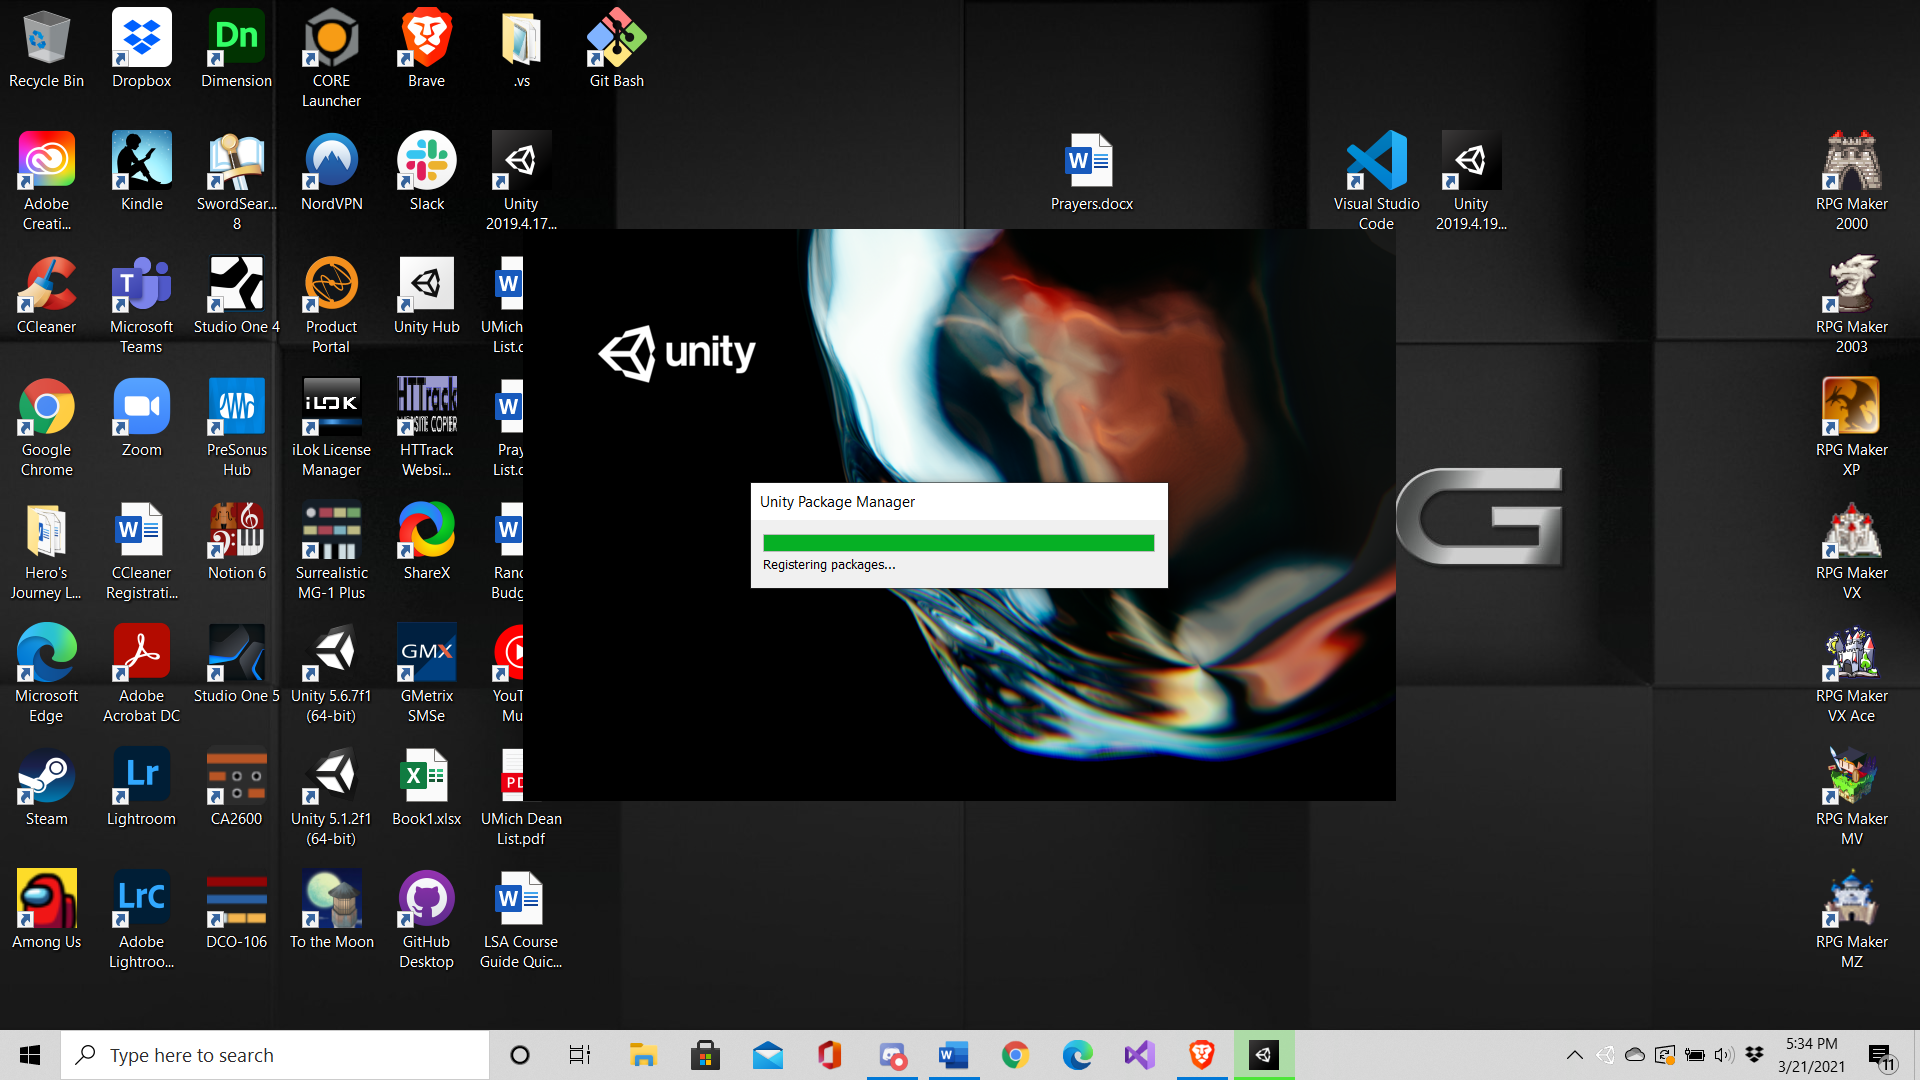 Recycle Bin
Dropbox
Dimension
Dn
CORE
Launcher
Brave
.vs
Git Bash
Adobe
Creati...
Kindle
SwordSear...
8
NordVPN
Slack
Unity
2019.4.17...
Prayers.docx
Visual Studio
Code
Unity
2019.4.19...
RPG Maker
2000
CCleaner
Microsoft
Teams
Studio One 4
Product
Portal
Unity Hub
UMich
List.c
RPG Maker
2003
unity
Google
Chrome
Zoom
PreSonus
Hub
iLOK
iLok License
Manager
HTTrack
WEBSITE COPIER
HTTrack
Websi...
Pray
List.c
RPG Maker
XP
Unity Package Manager
Registering packages...
G
Hero's
Journey L...
CCleaner
Registrati...
Notion 6
Surrealistic
MG-1 Plus
ShareX
Ranc
Budg
RPG Maker
VX
Microsoft
Edge
Adobe
Acrobat DC
Studio One 5
Unity 5.6.7f1
(64-bit)
GMX
GMetrix
SMSe
YouT
Mu
RPG Maker
VX Ace
Steam
Lr
Lightroom
CA2600
Unity 5.1.2f1
(64-bit)
Book1.xlsx
UMich Dean
List.pdf
RPG Maker
MV
Among Us
LrC
Adobe
Lightroo...
DCO-106
To the Moon
GitHub
Desktop
LSA Course
Guide Quic...
RPG Maker
MZ
Type here to search
5:34 PM
3/21/2021
11